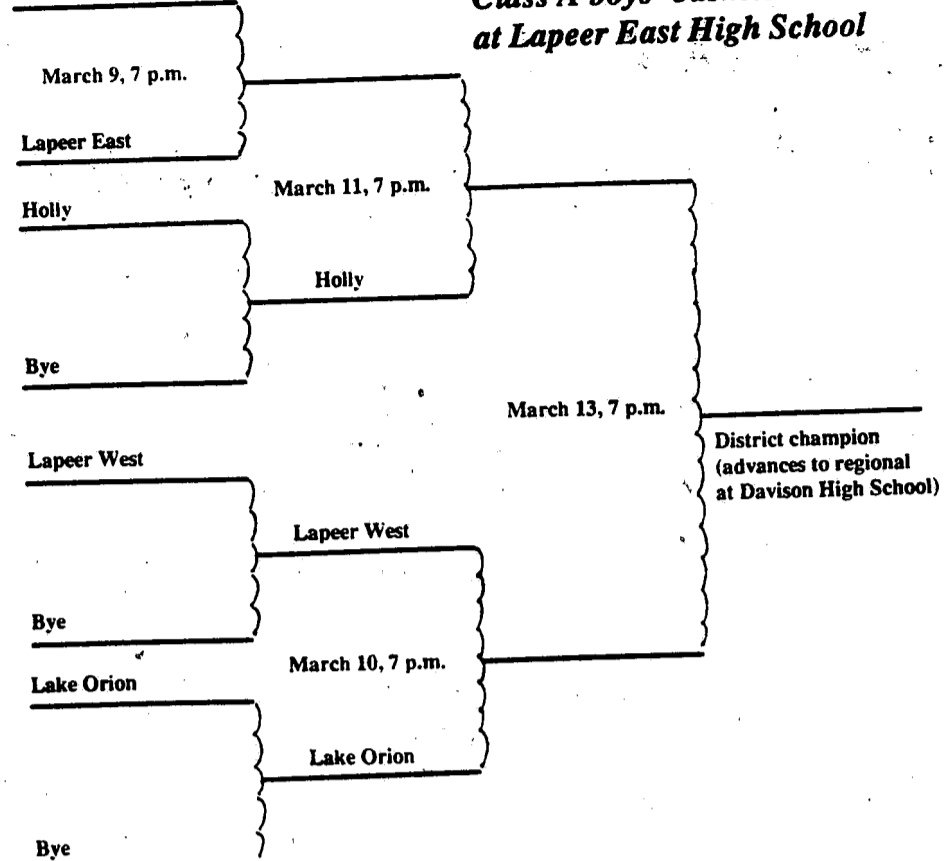 Class A boys'
at Lapeer East High School
March 9, 7 p.m.
Lapeer East
March 11, 7 p.m.
Holly
Holly
Bye
March 13, 7 p.m.
District champion
(advances to regional
at Davison High School)
Lapeer West
Lapeer West
Bye
March 10, 7 p.m.
Lake Orion
Lake Orion
Bye